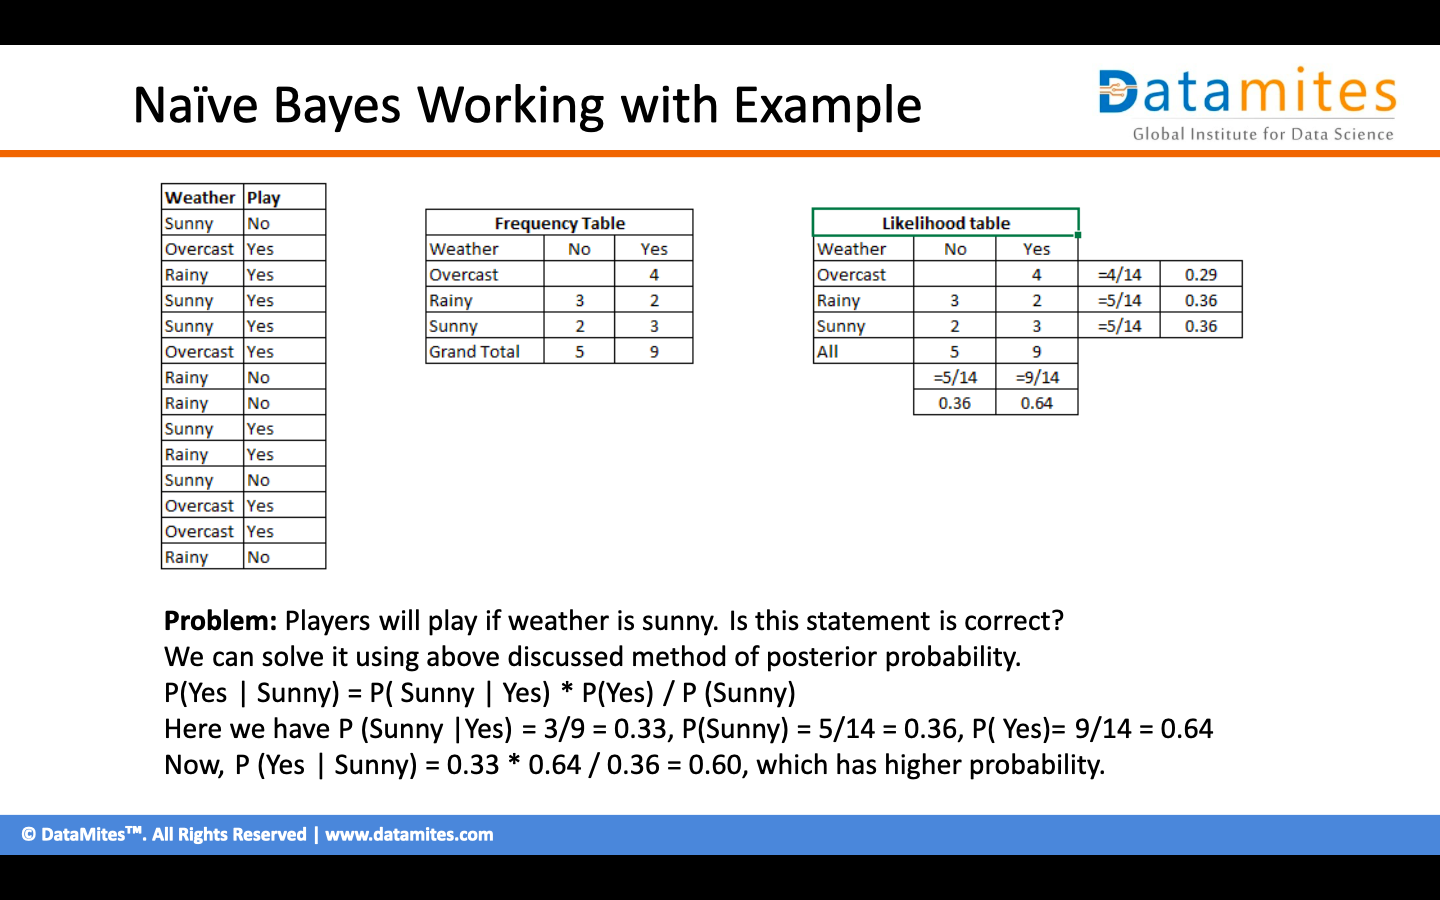 Naïve Bayes Working with Example
Datamites
Global Institute for Data Science
Weather Play
Sunny No
Overcast Yes
Rainy Yes
Sunny Yes
Sunny Yes
Overcast Yes
Rainy No
Rainy No
Sunny Yes
Rainy Yes
Sunny No
Overcast Yes
Overcast Yes
Rainy No
Frequency Table
Weather No Yes
Overcast 4
Rainy 3 2
Sunny 2 3
Grand Total 5 9
Likelihood table
Weather No Yes
Overcast 4 =4/14 0.29
Rainy 3 2 =5/14 0.36
Sunny 2 3 =5/14 0.36
All 5 9
=5/14 =9/14
0.36 0.64
Problem: Players will play if weather is sunny. Is this statement is correct?
We can solve it using above discussed method of posterior probability.
P(Yes | Sunny) = P( Sunny | Yes) * P(Yes) / P (Sunny)
Here we have P (Sunny |Yes) = 3/9 = 0.33, P(Sunny) = 5/14 = 0.36, P( Yes)= 9/14 = 0.64
Now, P (Yes | Sunny) = 0.33 * 0.64 / 0.36 = 0.60, which has higher probability.
© DataMites™. All Rights Reserved | www.datamites.com